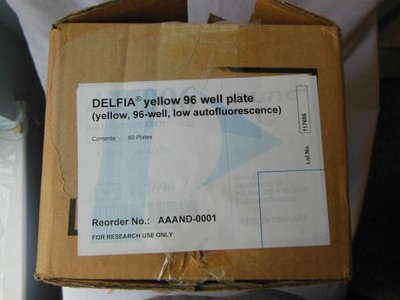 DELFIA® yellow 96 well plate
(yellow, 96-well, low autofluorescence)
Contents: 60 Plates
Lot.No. 117686
Reorder No.: AAAND-0001
FOR RESEARCH USE ONLY